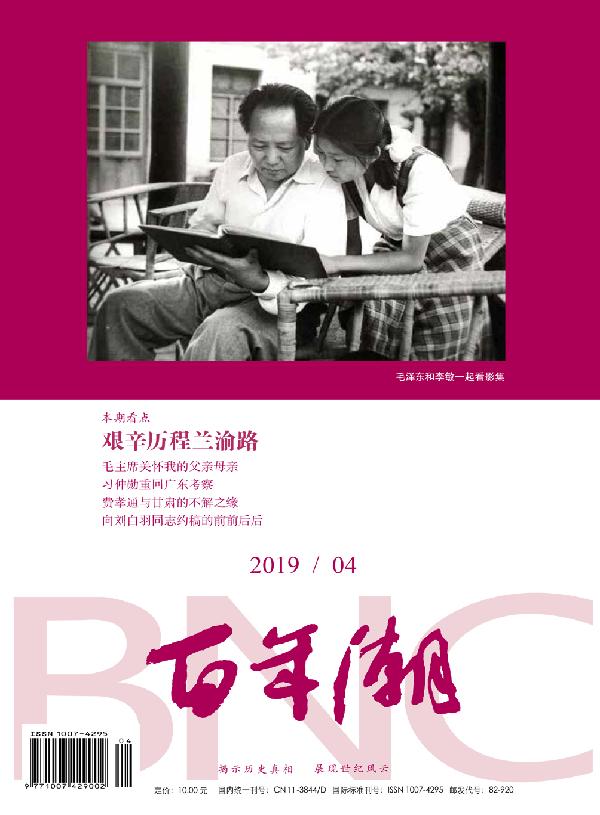 毛泽东和李敏一起看影集
本期看点
艰辛历程兰渝路
毛主席关怀我的父亲母亲
习仲勋重回广东考察
费孝通与甘肃的不解之缘
向刘白羽同志约稿的前前后后
2019 / 04
BNC
百年潮
ISSN 1007-4295
04
9 771007 429002
揭示历史真相 展现世纪风云
定价：10.00 元 国内统一刊号：CN11-3844/D 国际标准刊号：ISSN 1007-4295 邮发代号：82-920